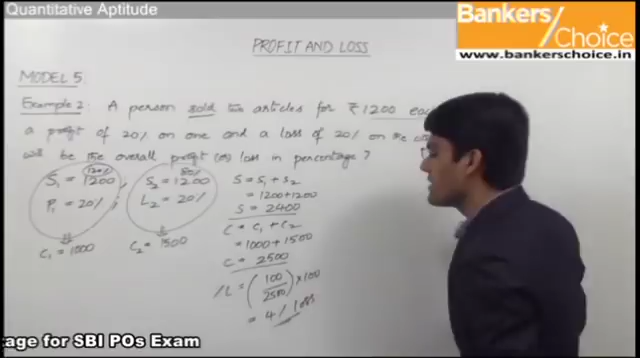 Quantitative Aptitude
Bankers
Choice
www.bankerschoice.in
PROFIT AND LOSS
MODEL 5:
Example 2: A person sold two articles for ₹1200 each
a profit of 20% on one and a loss of 20% on the
will be the overall profit (or) loss in percentage?
120%
S₁ = 1200
P₁ = 20%
C₁ = 1000
80%
S₂ = 1200
L₂ = 20%
C₂ = 1500
S = S₁ + S₂
= 1200+1200
S = 2400
C = C₁ + C₂
= 1000 + 1500
C = 2500
%L = (100/2500) × 100
= 4% loss
tage for SBI POs Exam